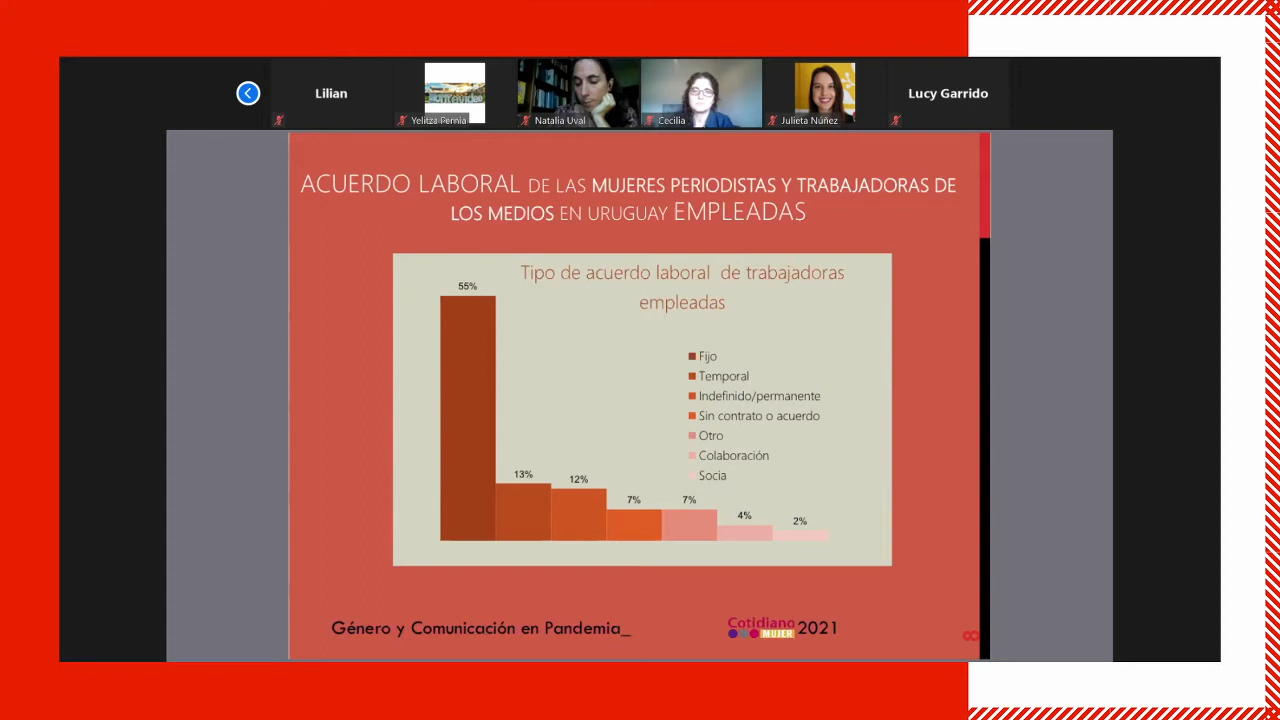 Lilian
Yelitza Pernia
Natalia Uval
Cecilia
Julieta Núñez
Lucy Garrido
ACUERDO LABORAL DE LAS MUJERES PERIODISTAS Y TRABAJADORAS DE
LOS MEDIOS EN URUGUAY EMPLEADAS
Tipo de acuerdo laboral de trabajadoras
empleadas
55%
13%
12%
7%
7%
4%
2%
Fijo
Temporal
Indefinido/permanente
Sin contrato o acuerdo
Otro
Colaboración
Socia
Género y Comunicación en Pandemia_
Cotidiano
MUJER
2021